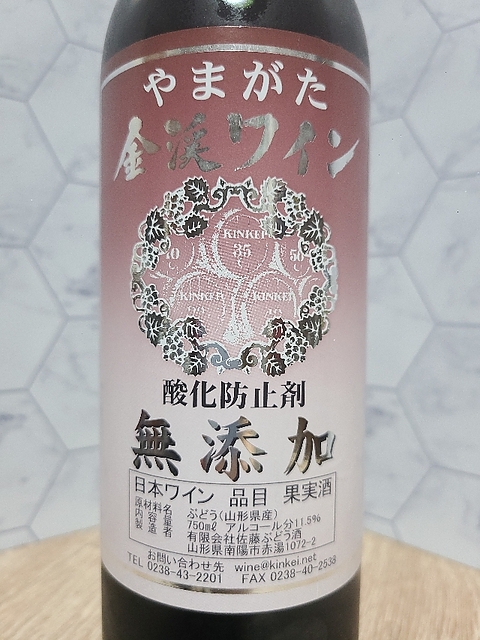 やまがた
金渓ワイン
KINKEI
35
KINKEI
KINKEI
酸化防止剤
無添加
日本ワイン 品目 果実酒
原材料名 ぶどう(山形県産)
内容量 750ml アルコール分11.5%
製造者 有限会社佐藤ぶどう酒
山形県南陽市赤湯1072-2
お問い合わせ先 wine@kinkei.net
TEL 0238-43-2201 FAX 0238-40-2538